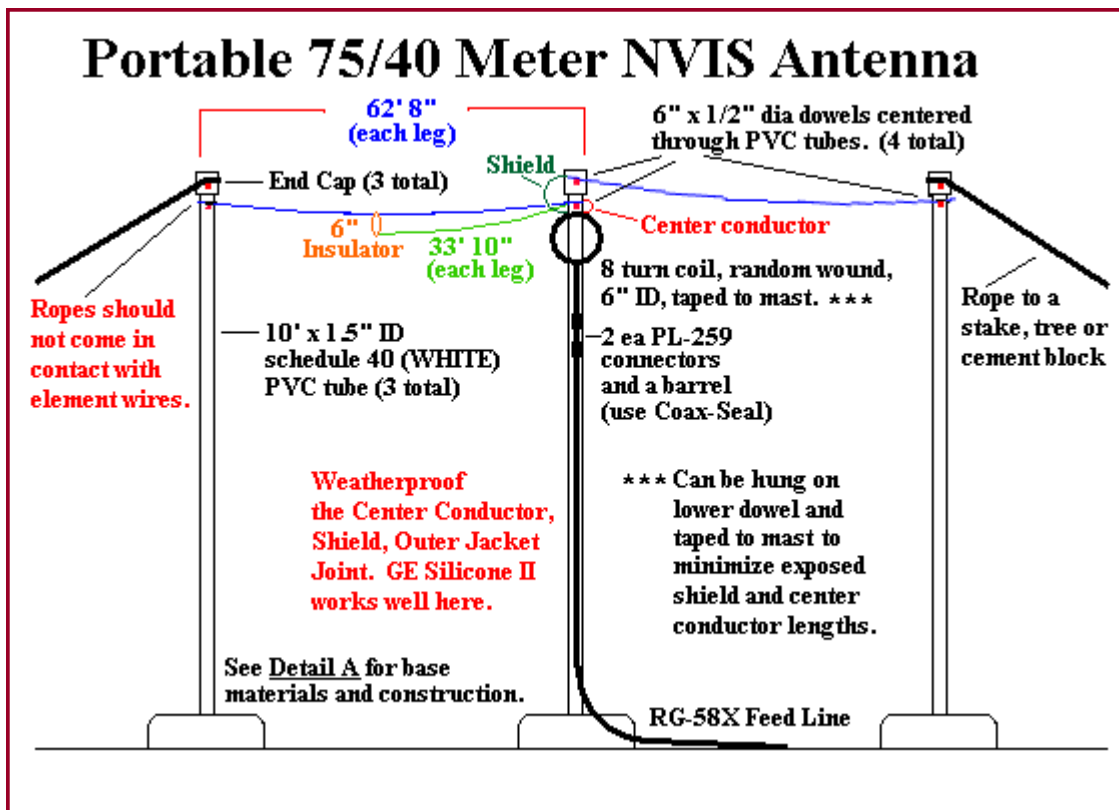 Portable 75/40 Meter NVIS Antenna
62' 8"
(each leg)
6" x 1/2" dia dowels centered
through PVC tubes. (4 total)
Shield
End Cap (3 total)
6"
Insulator
33' 10"
(each leg)
Center conductor
8 turn coil, random wound,
6" ID, taped to mast. ***
Ropes should
not come in
contact with
element wires.
10' x 1.5" ID
schedule 40 (WHITE)
PVC tube (3 total)
2 ea PL-259
connectors
and a barrel
(use Coax-Seal)
Rope to a
stake, tree or
cement block
Weatherproof
the Center Conductor,
Shield, Outer Jacket
Joint. GE Silicone II
works well here.
*** Can be hung on
lower dowel and
taped to mast to
minimize exposed
shield and center
conductor lengths.
See Detail A for base
materials and construction.
RG-58X Feed Line